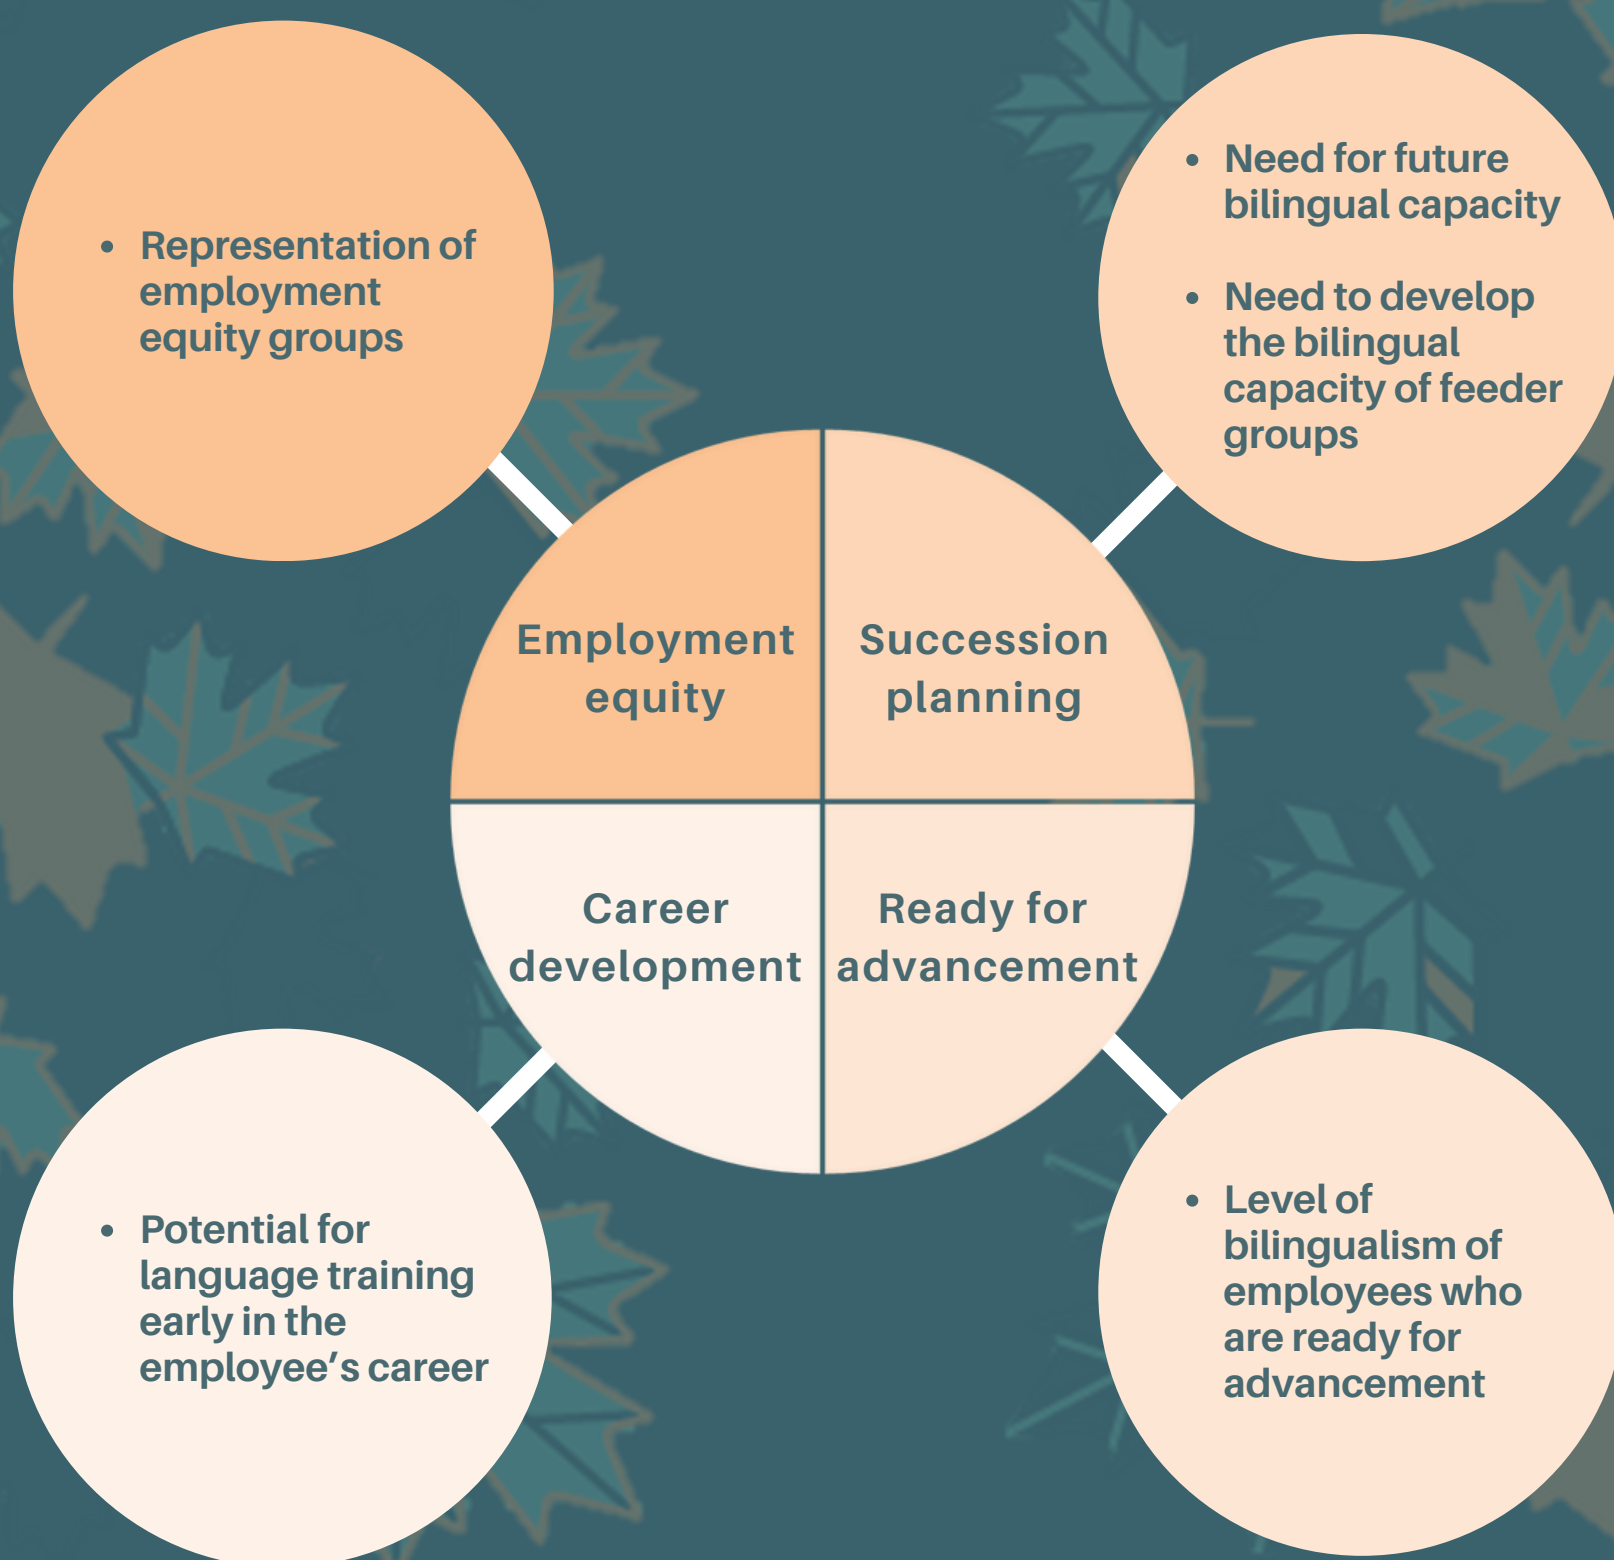 • Representation of
employment
equity groups
• Need for future
bilingual capacity
• Need to develop
the bilingual
capacity of feeder
groups
Employment
equity
Succession
planning
Career
development
Ready for
advancement
• Potential for
language training
early in the
employee’s career
• Level of
bilingualism of
employees who
are ready for
advancement